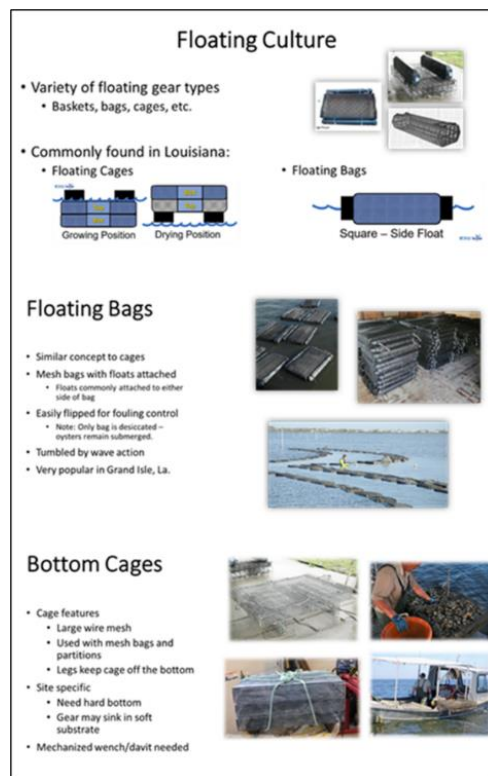 Floating Culture
• Variety of floating gear types
• Baskets, bags, cages, etc.
• Commonly found in Louisiana:
• Floating Cages
Growing Position
Drying Position
• Floating Bags
Square – Side Float
Floating Bags
• Similar concept to cages
• Mesh bags with floats attached
• Floats commonly attached to either
side of bag
• Easily flipped for fouling control
• Note: Only bag is desiccated –
oysters remain submerged.
• Tumbled by wave action
• Very popular in Grand Isle, La.
Bottom Cages
• Cage features
• Large wire mesh
• Used with mesh bags and
partitions
• Legs keep cage off the bottom
• Site specific
• Need hard bottom
• Gear may sink in soft
substrate
• Mechanized wench/davit needed